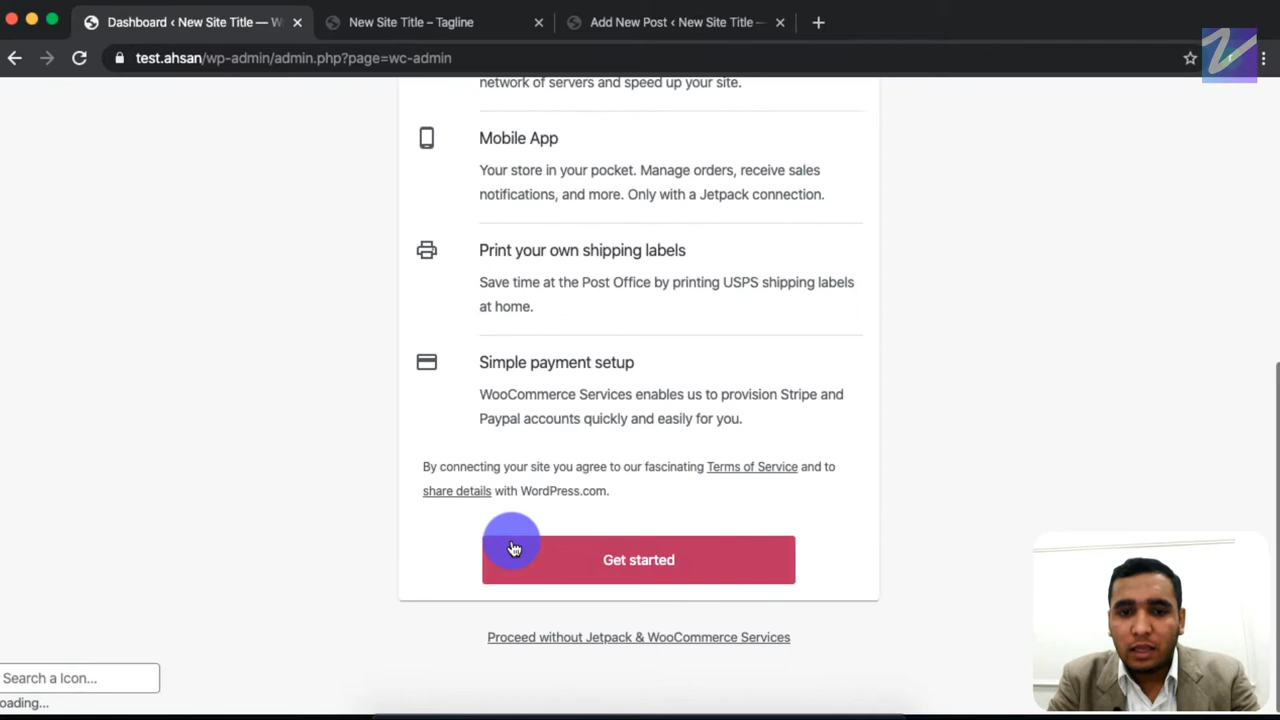 Dashboard ‹ New Site Title — W
New Site Title – Tagline
Add New Post ‹ New Site Title —
test.ahsan/wp-admin/admin.php?page=wc-admin
network of servers and speed up your site.
Mobile App
Your store in your pocket. Manage orders, receive sales
notifications, and more. Only with a Jetpack connection.
Print your own shipping labels
Save time at the Post Office by printing USPS shipping labels
at home.
Simple payment setup
WooCommerce Services enables us to provision Stripe and
Paypal accounts quickly and easily for you.
By connecting your site you agree to our fascinating Terms of Service and to
share details with WordPress.com.
Get started
Proceed without Jetpack & WooCommerce Services
Search a Icon...
oading...